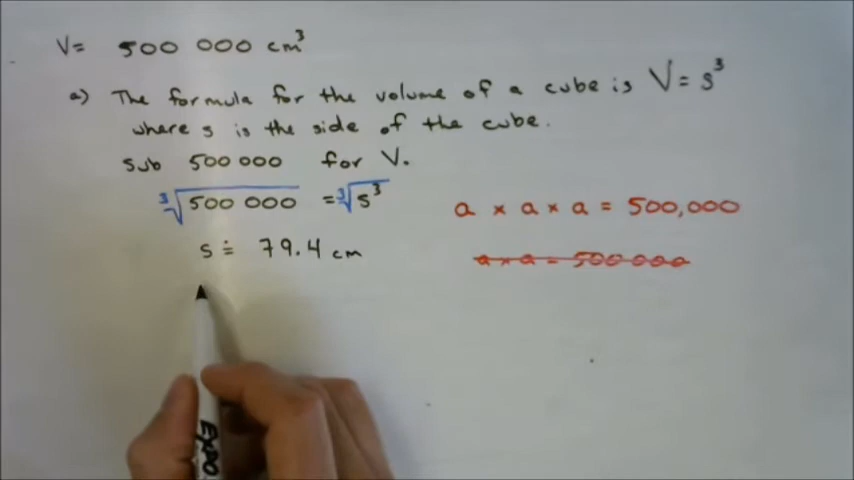 V= 500 000 cm³
a) The formula for the volume of a cube is V=s³
where s is the side of the cube.
Sub 500 000 for V.
∛500 000 = ∛s³
s ≐ 79.4 cm
a × a × a = 500,000
a × a = 500 000
EXPO